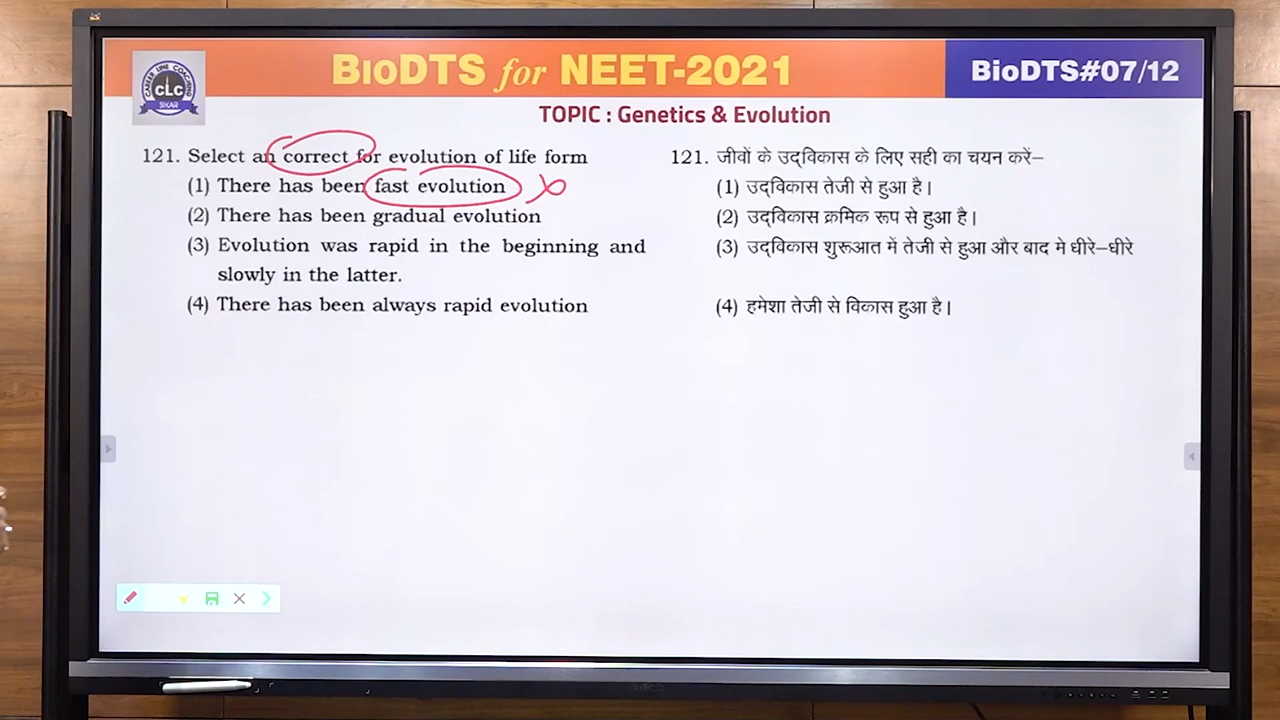 BIODTS for NEET-2021
BioDTS#07/12
CAREER LINE COACHING
CLC
SIKAR
TOPIC : Genetics & Evolution
121. Select an correct for evolution of life form
(1) There has been fast evolution
(2) There has been gradual evolution
(3) Evolution was rapid in the beginning and
slowly in the latter.
(4) There has been always rapid evolution
121. जीवों के उद्विकास के लिए सही का चयन करें–
(1) उद्विकास तेजी से हुआ है।
(2) उद्विकास क्रमिक रूप से हुआ है।
(3) उद्विकास शुरूआत में तेजी से हुआ और बाद मे धीरे–धीरे
(4) हमेशा तेजी से विकास हुआ है।